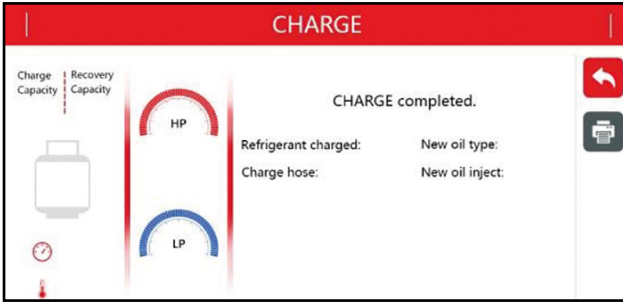 CHARGE
Charge Capacity
Recovery Capacity
HP
LP
CHARGE completed.
Refrigerant charged:
New oil type:
Charge hose:
New oil inject: